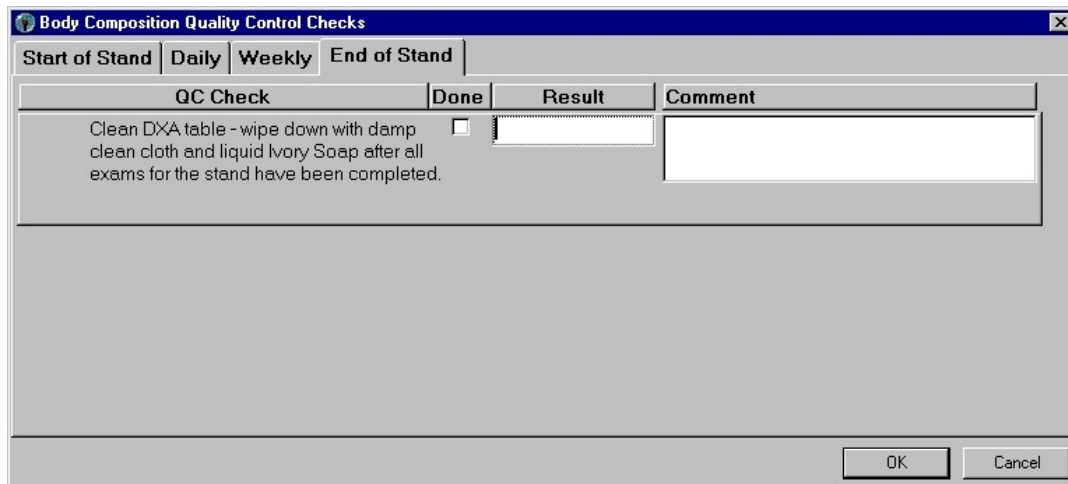 Body Composition Quality Control Checks
Start of Stand Daily Weekly End of Stand
QC Check Done Result Comment
Clean DXA table - wipe down with damp
clean cloth and liquid Ivory Soap after all
exams for the stand have been completed.
OK Cancel